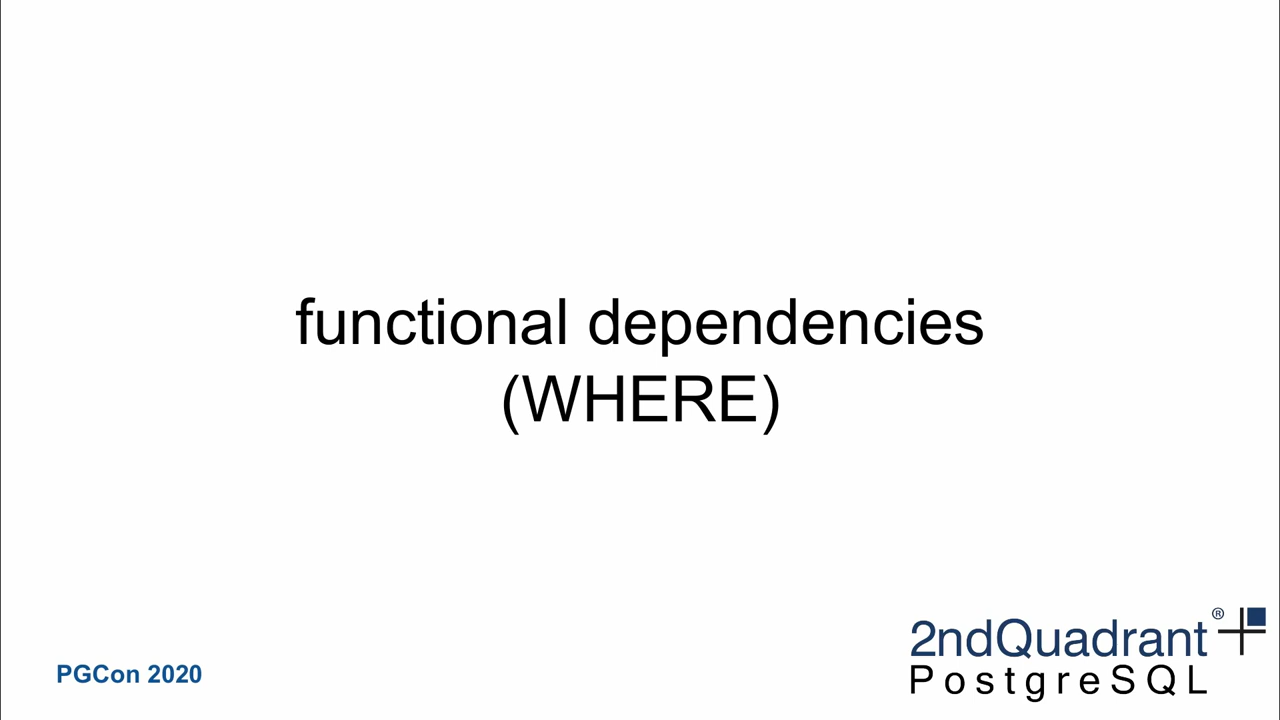 functional dependencies
(WHERE)
PGCon 2020
2ndQuadrant®
PostgreSQL